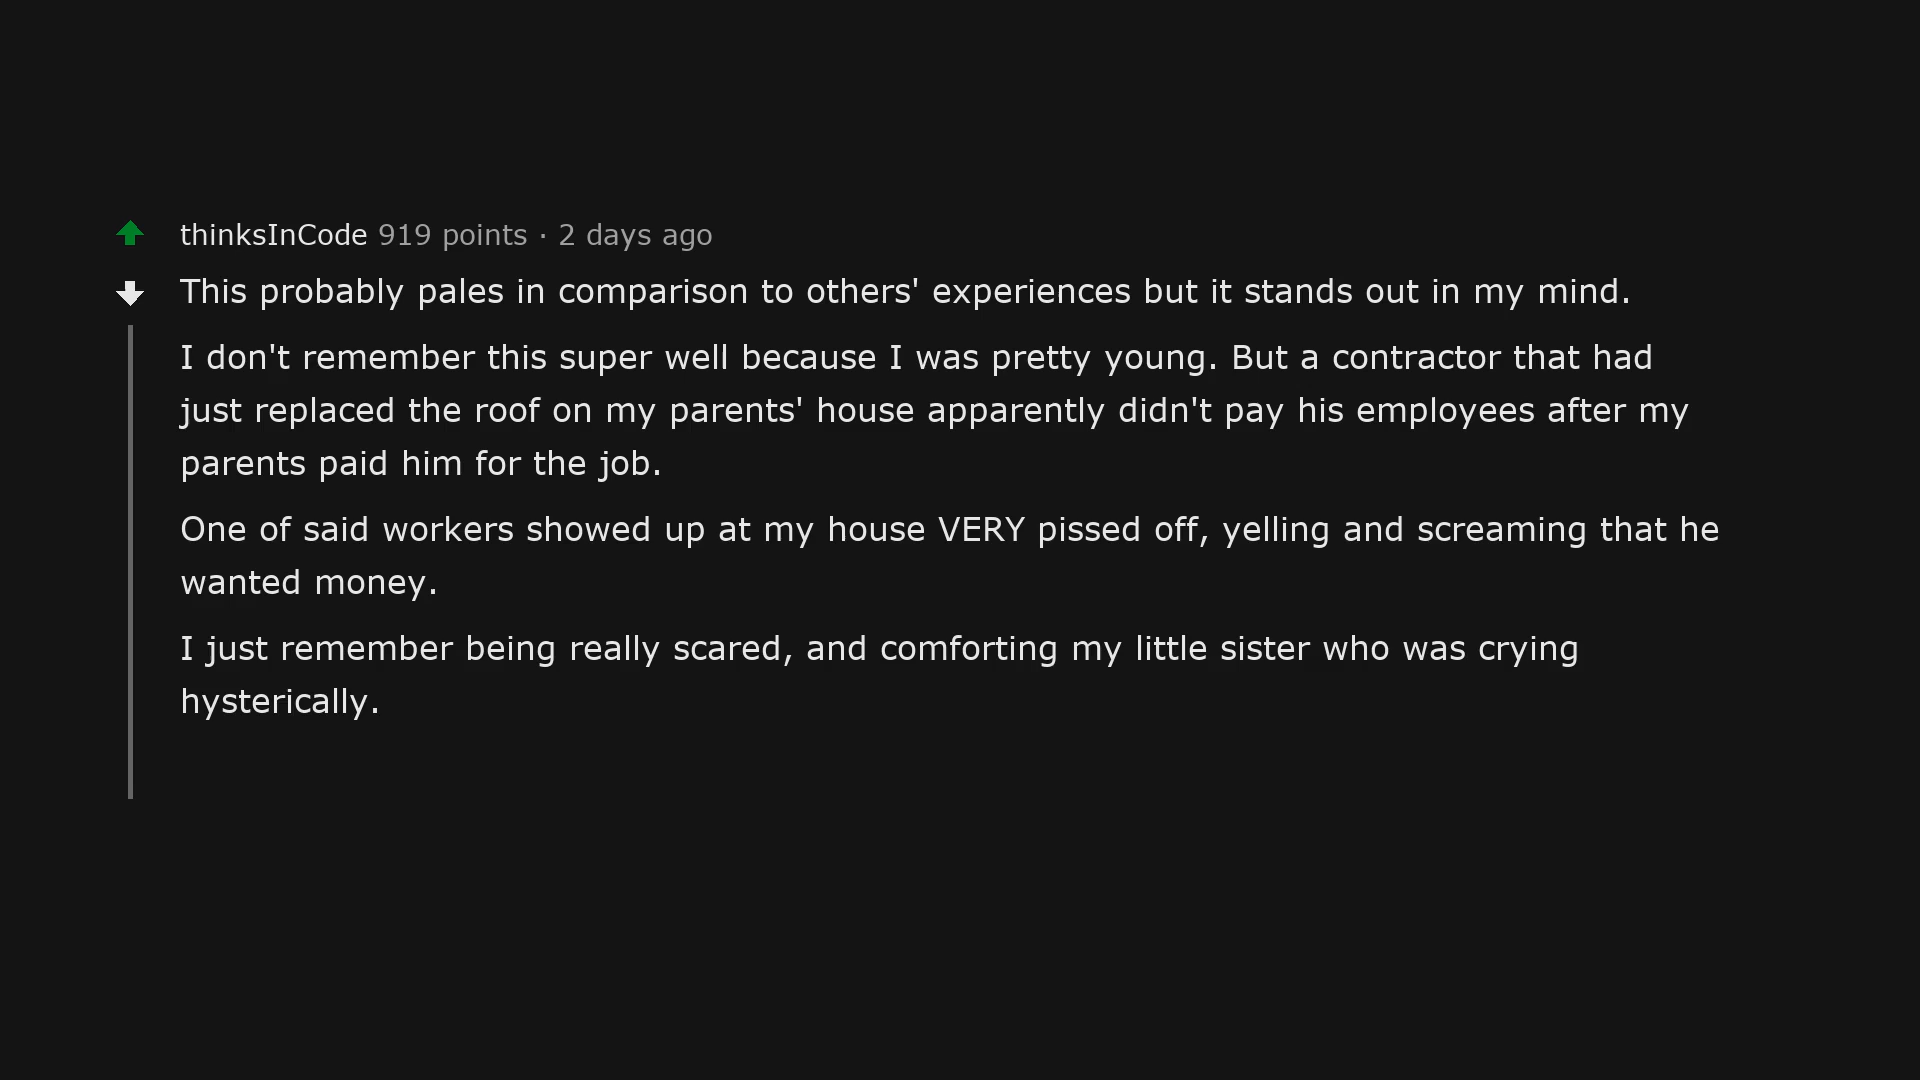 thinksInCode 919 points · 2 days ago
This probably pales in comparison to others' experiences but it stands out in my mind.
I don't remember this super well because I was pretty young. But a contractor that had
just replaced the roof on my parents' house apparently didn't pay his employees after my
parents paid him for the job.
One of said workers showed up at my house VERY pissed off, yelling and screaming that he
wanted money.
I just remember being really scared, and comforting my little sister who was crying
hysterically.